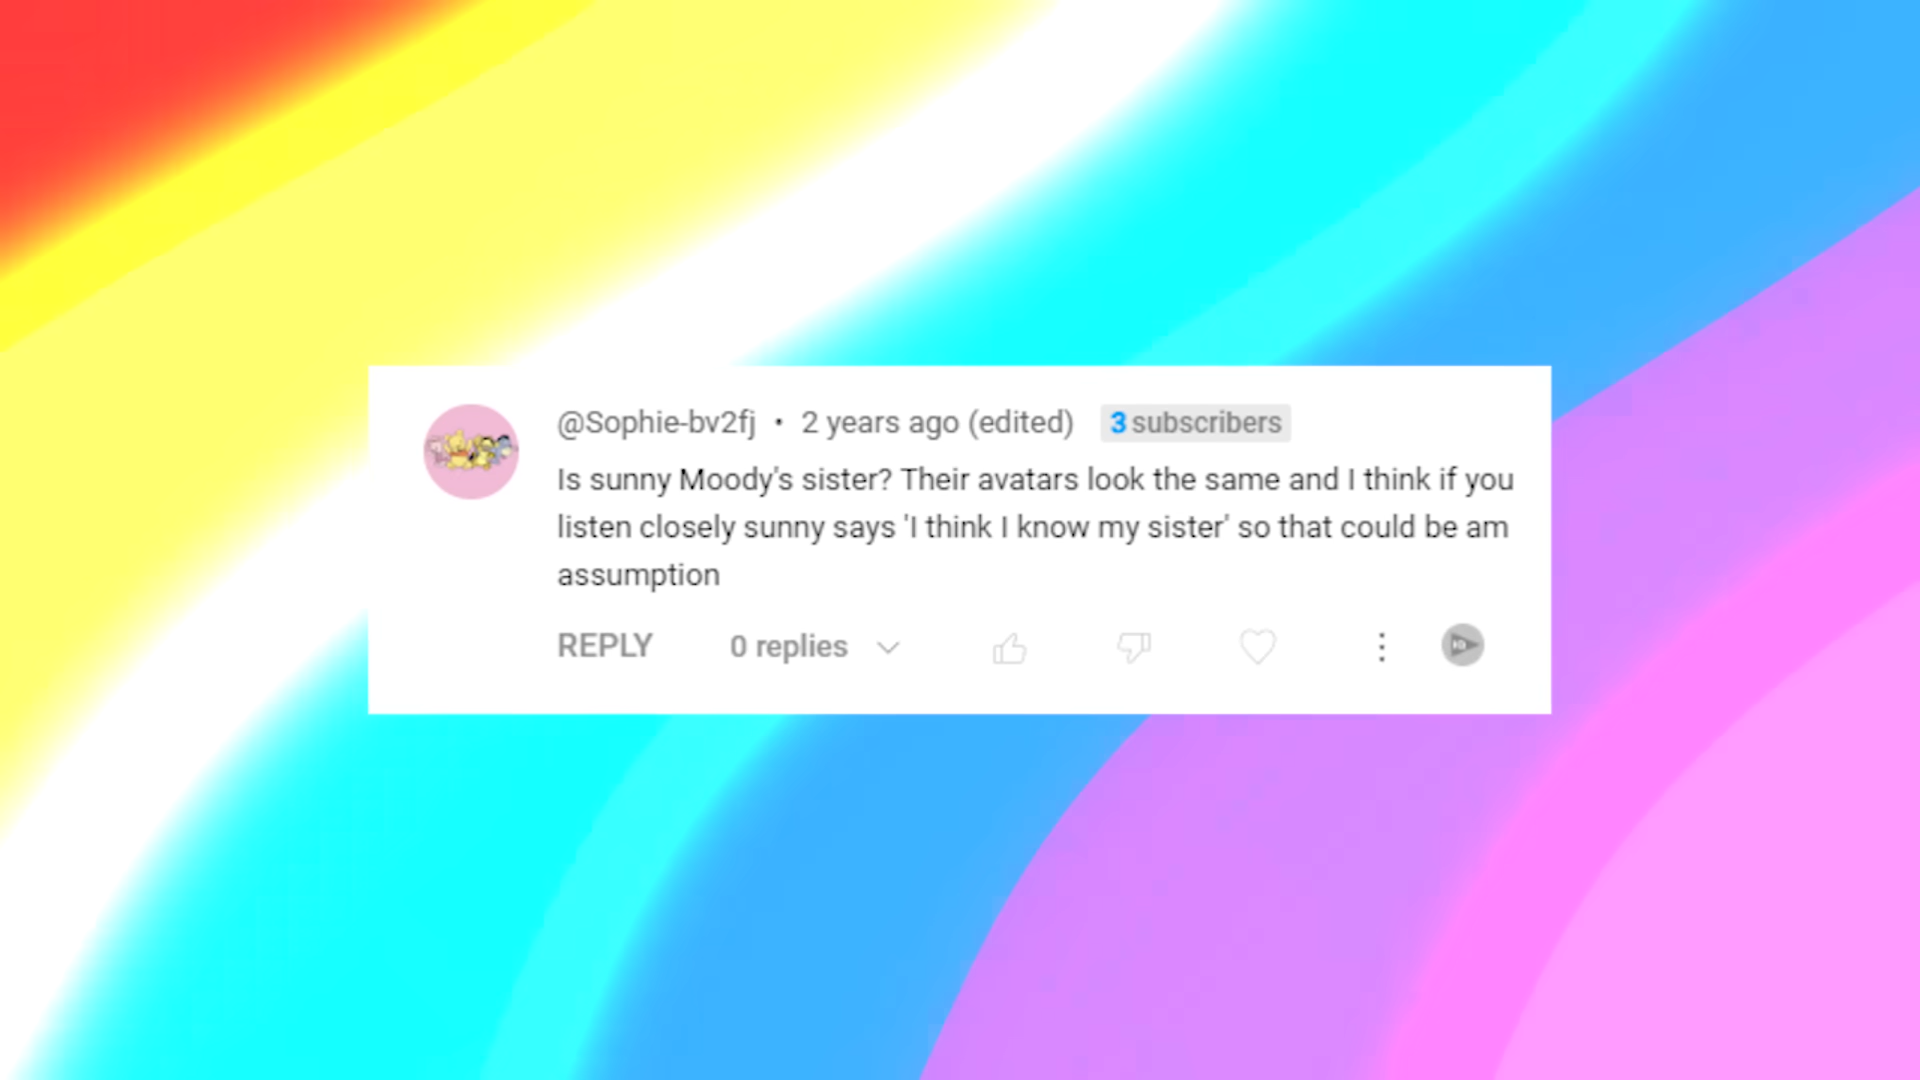 @Sophie-bv2fj • 2 years ago (edited) 3 subscribers
Is sunny Moody's sister? Their avatars look the same and I think if you
listen closely sunny says 'I think I know my sister' so that could be am
assumption
REPLY 0 replies